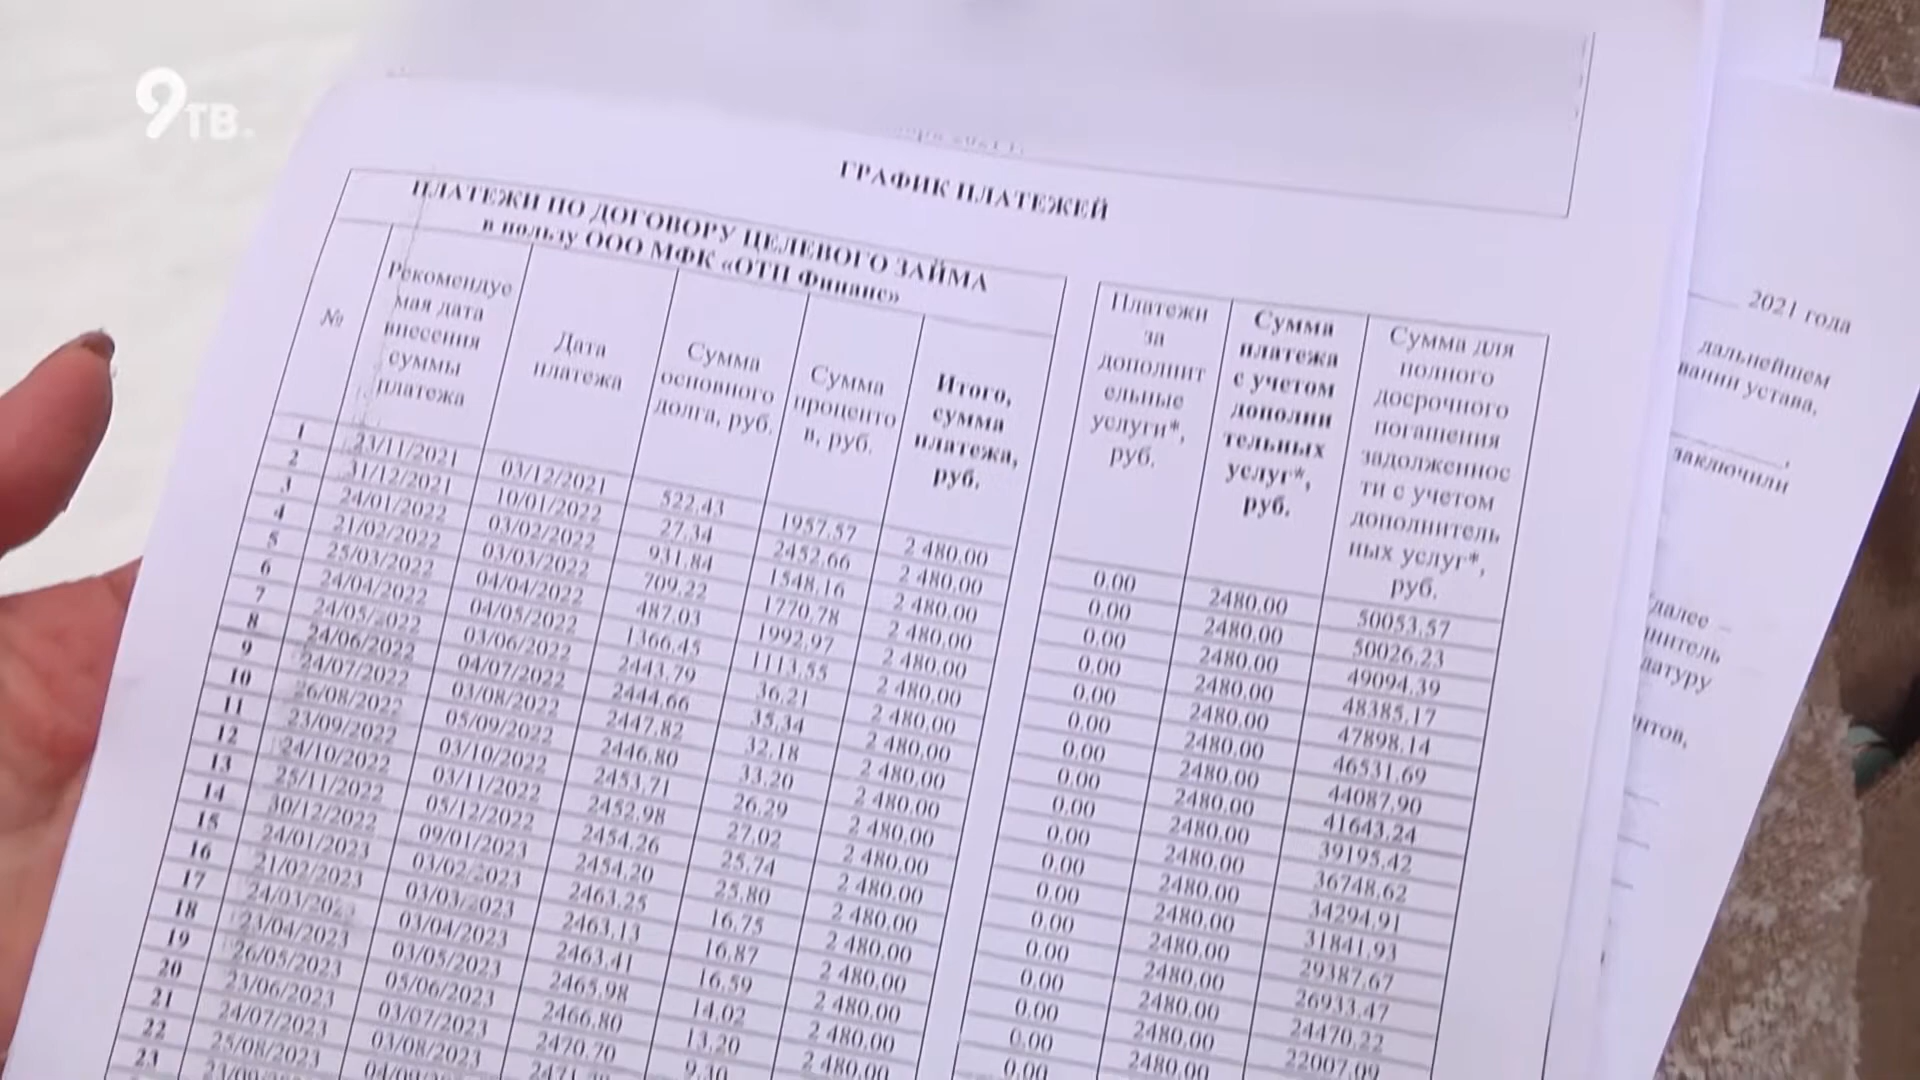 9ТВ.
ГРАФИК ПЛАТЕЖЕЙ
ПЛАТЕЖИ ПО ДОГОВОРУ ЦЕЛЕВОГО ЗАЙМА
в пользу ООО МФК «ОТП Финанс»
№
Рекомендуе
мая дата
внесения
суммы
платежа
Дата
платежа
Сумма
основного
долга, руб.
Сумма
проценто
в, руб.
Итого,
сумма
платежа,
руб.
Платежи
за
дополнит
ельные
услуги*,
руб.
Сумма
платежа
с учетом
дополни
тельных
услуг*,
руб.
Сумма для
полного
досрочного
погашения
задолженнос
ти с учетом
дополнитель
ных услуг*,
руб.
1 23/11/2021 03/12/2021 522.43 1957.57 2 480.00 0.00 2480.00 50053.57
2 31/12/2021 10/01/2022 27.34 2452.66 2 480.00 0.00 2480.00 50026.23
3 24/01/2022 03/02/2022 931.84 1548.16 2 480.00 0.00 2480.00 49094.39
4 21/02/2022 03/03/2022 709.22 1770.78 2 480.00 0.00 2480.00 48385.17
5 25/03/2022 04/04/2022 487.03 1992.97 2 480.00 0.00 2480.00 47898.14
6 24/04/2022 04/05/2022 1366.45 1113.55 2 480.00 0.00 2480.00 46531.69
7 24/05/2022 03/06/2022 2443.79 36.21 2 480.00 0.00 2480.00 44087.90
8 24/06/2022 04/07/2022 2444.66 35.34 2 480.00 0.00 2480.00 41643.24
9 24/07/2022 03/08/2022 2447.82 32.18 2 480.00 0.00 2480.00 39195.42
10 26/08/2022 05/09/2022 2446.80 33.20 2 480.00 0.00 2480.00 36748.62
11 23/09/2022 03/10/2022 2453.71 26.29 2 480.00 0.00 2480.00 34294.91
12 24/10/2022 03/11/2022 2452.98 27.02 2 480.00 0.00 2480.00 31841.93
13 25/11/2022 05/12/2022 2454.26 25.74 2 480.00 0.00 2480.00 29387.67
14 30/12/2022 09/01/2023 2454.20 25.80 2 480.00 0.00 2480.00 26933.47
15 24/01/2023 03/02/2023 2463.25 16.75 2 480.00 0.00 2480.00 24470.22
16 21/02/2023 03/03/2023 2463.13 16.87 2 480.00 0.00 2480.00 22007.09
17 24/03/2023 03/04/2023 2463.41 16.59 2 480.00 0.00 2480.00
18 23/04/2023 03/05/2023 2465.98 14.02 2 480.00 0.00
19 26/05/2023 05/06/2023 2466.80 13.20 2 480.00
20 23/06/2023 03/07/2023 2470.70 9.30
21 24/07/2023 03/08/2023
22 25/08/2023
23
2021 года
дальнейшем
вании устава,
заключили
далее –